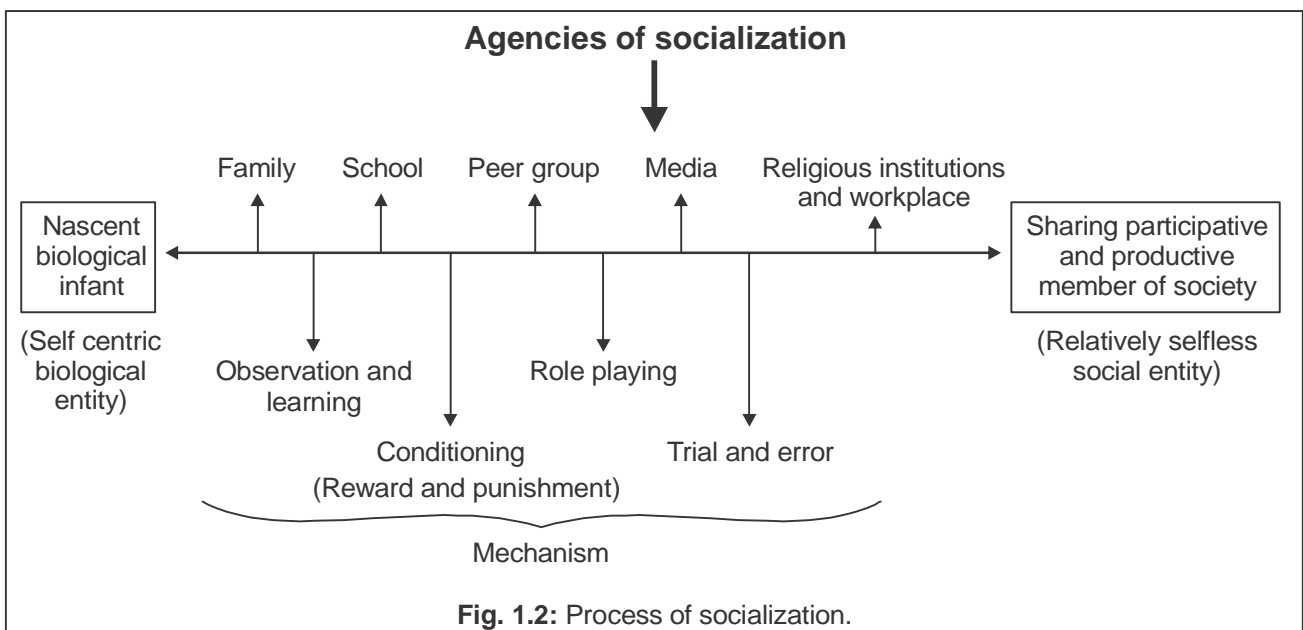 Agencies of socialization
Family
School
Peer group
Media
Religious institutions
and workplace
Nascent
biological
infant
Sharing participative
and productive
member of society
(Self centric
biological
entity)
(Relatively selfless
social entity)
Observation and
learning
Role playing
Conditioning
(Reward and punishment)
Trial and error
Mechanism
Fig. 1.2: Process of socialization.